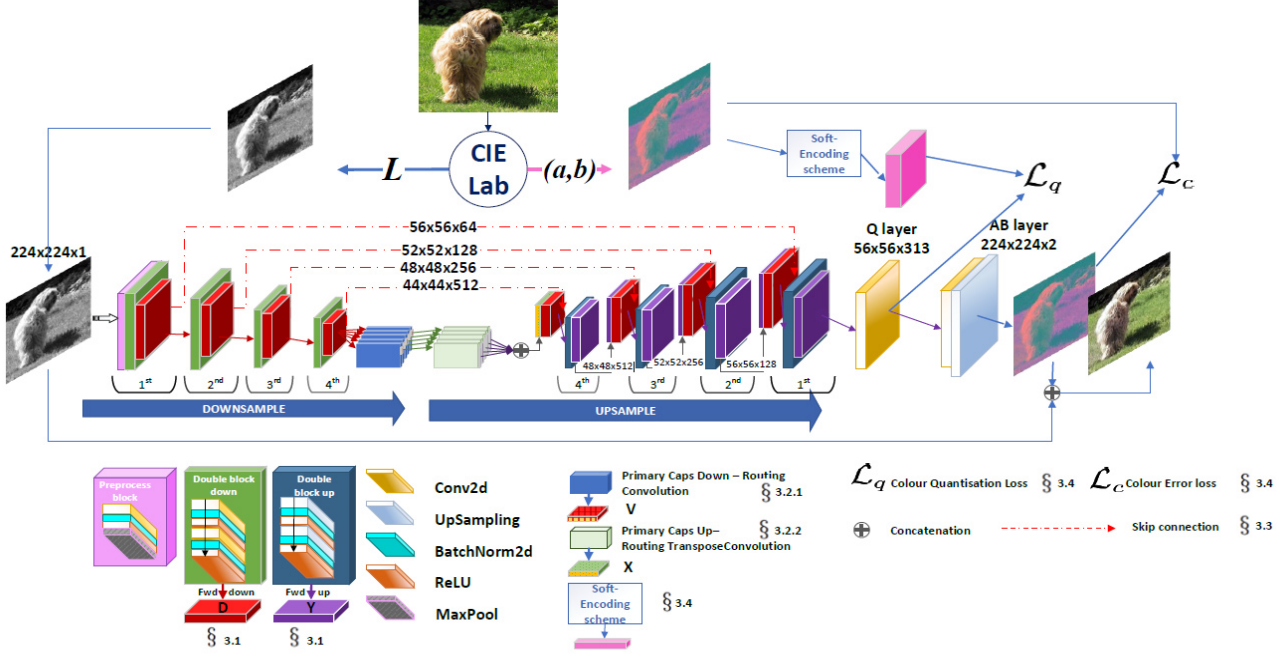 CIE
Lab
L
(a,b)
Soft-
Encoding
scheme
ℒq
ℒc
224x224x1
56x56x64
52x52x128
48x48x256
44x44x512
Q layer
56x56x313
AB layer
224x224x2
48x48x512
52x52x256
56x56x128
1st
2nd
3rd
4th
4th
3rd
2nd
1st
DOWNSAMPLE
UPSAMPLE
Preprocess
block
Double block
down
Double
block up
Fwd down
Fwd up
D
Y
§ 3.1
§ 3.1
Conv2d
UpSampling
BatchNorm2d
ReLU
MaxPool
Primary Caps Down – Routing
Convolution
§ 3.2.1
V
Primary Caps Up–
Routing TransposeConvolution
§ 3.2.2
X
Soft-
Encoding
scheme
§ 3.4
ℒq Colour Quantisation Loss § 3.4
ℒc Colour Error loss § 3.4
Concatenation
Skip connection § 3.3